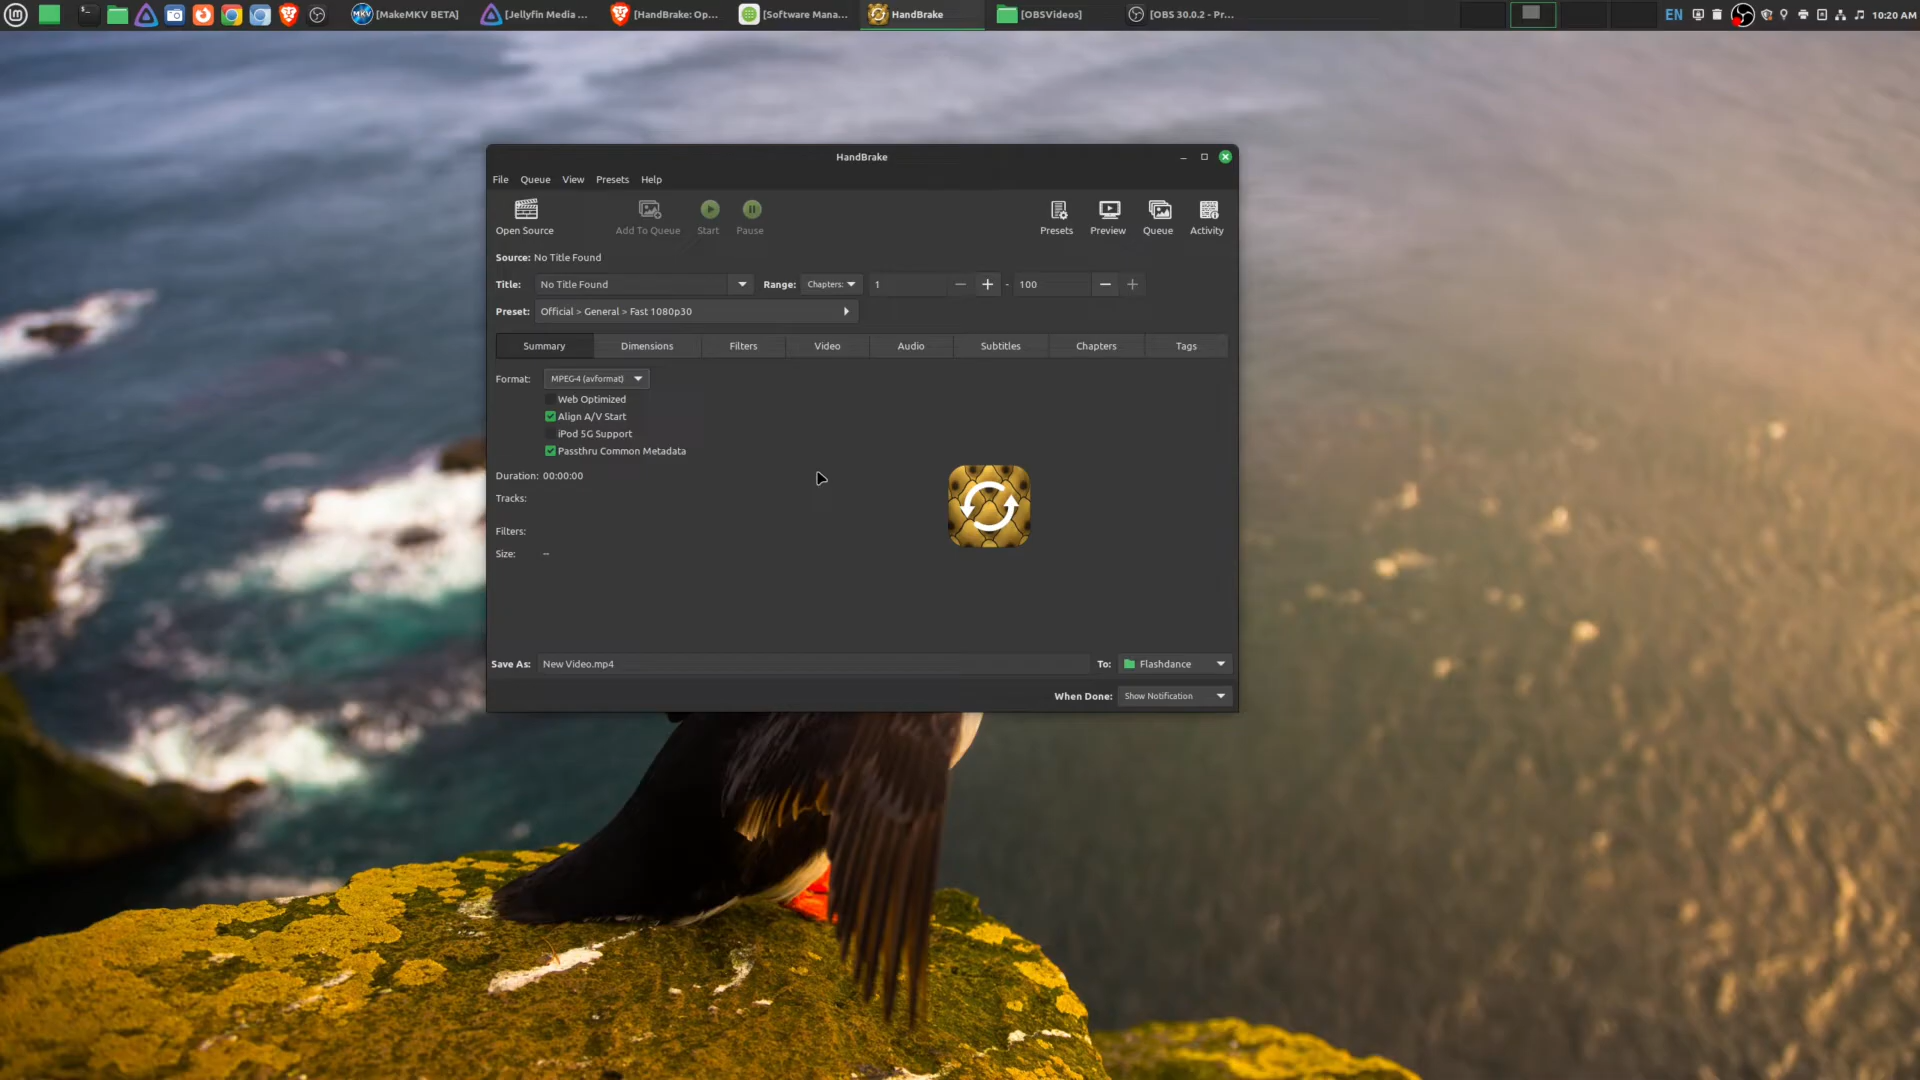 [MakeMKV BETA]
[Jellyfin Media ...
[HandBrake: Op...
[Software Mana...
HandBrake
[OBSVideos]
[OBS 30.0.2 - Pr...
EN
10:20 AM
HandBrake
File Queue View Presets Help
Open Source Add To Queue Start Pause Presets Preview Queue Activity
Source: No Title Found
Title: No Title Found Range: Chapters: 1 - 100
Preset: Official > General > Fast 1080p30
Summary Dimensions Filters Video Audio Subtitles Chapters Tags
Format: MPEG-4 (avformat)
Web Optimized
Align A/V Start
iPod 5G Support
Passthru Common Metadata
Duration: 00:00:00
Tracks:
Filters:
Size: --
Save As: New Video.mp4 To: Flashdance
When Done: Show Notification